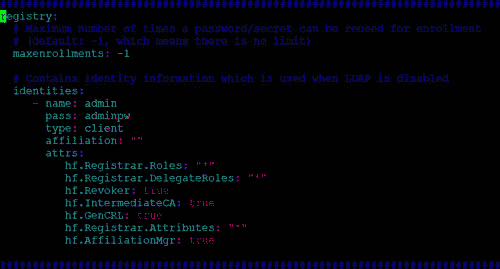 #############################################################################
registry:
# Maximum number of times a password/secret can be reused for enrollment
# (default: -1, which means there is no limit)
maxenrollments: -1
# Contains identity information which is used when LDAP is disabled
identities:
- name: admin
pass: adminpw
type: client
affiliation: ""
attrs:
hf.Registrar.Roles: "*"
hf.Registrar.DelegateRoles: "*"
hf.Revoker: true
hf.IntermediateCA: true
hf.GenCRL: true
hf.Registrar.Attributes: "*"
hf.AffiliationMgr: true
#############################################################################